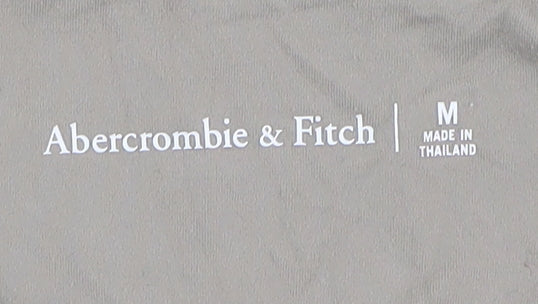 Abercrombie & Fitch | M
MADE IN
THAILAND